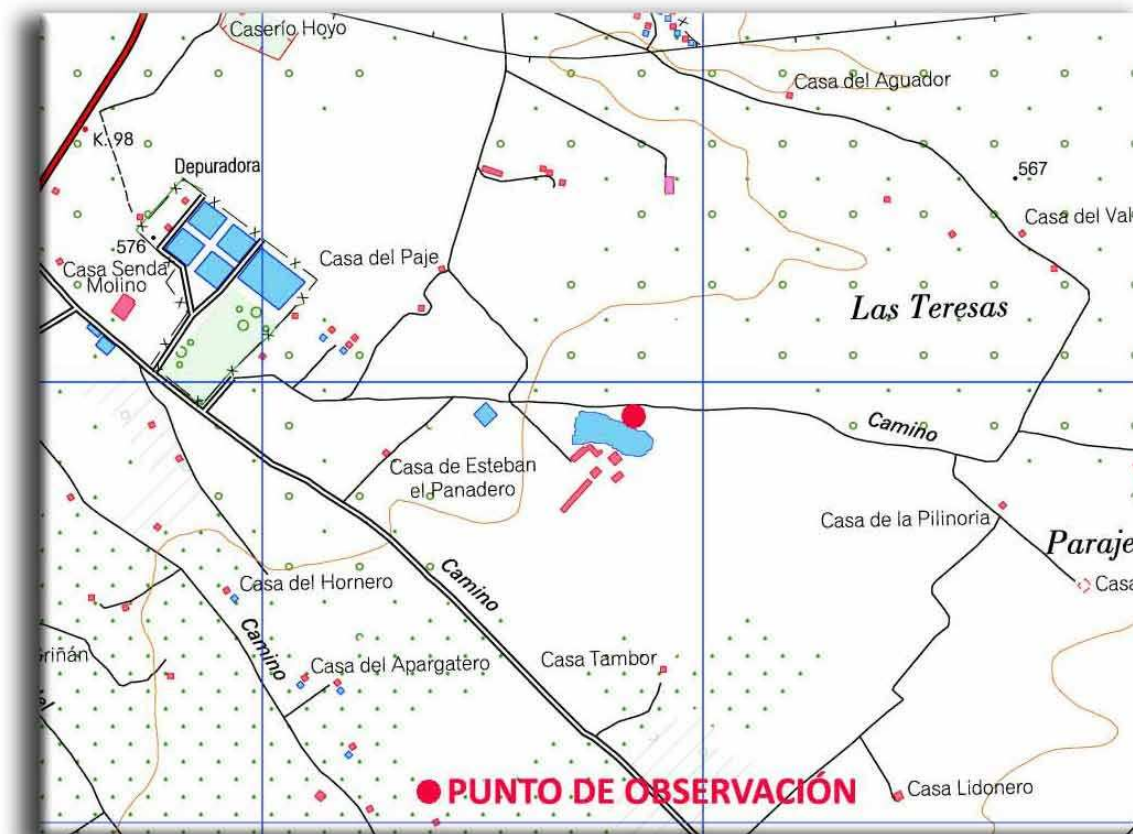 Caserío Hoyo
Casa del Aguador
K. 98
Depuradora
567
576
Casa del Val
Casa Senda
Molino
Casa del Paje
Las Teresas
Camino
Casa de Esteban
el Panadero
Casa de la Pilinoria
Paraje
Casa
Casa del Hornero
Camino
Camino
Griñán
Casa del Apargatero
Casa Tambor
PUNTO DE OBSERVACIÓN
Casa Lidonero